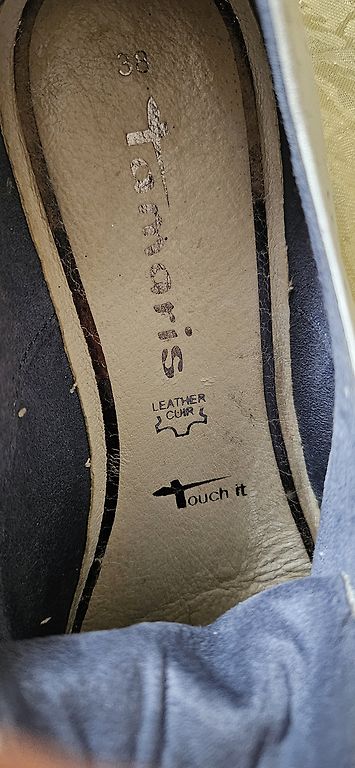 38
Tamaris
LEATHER
CUIR
Touch it